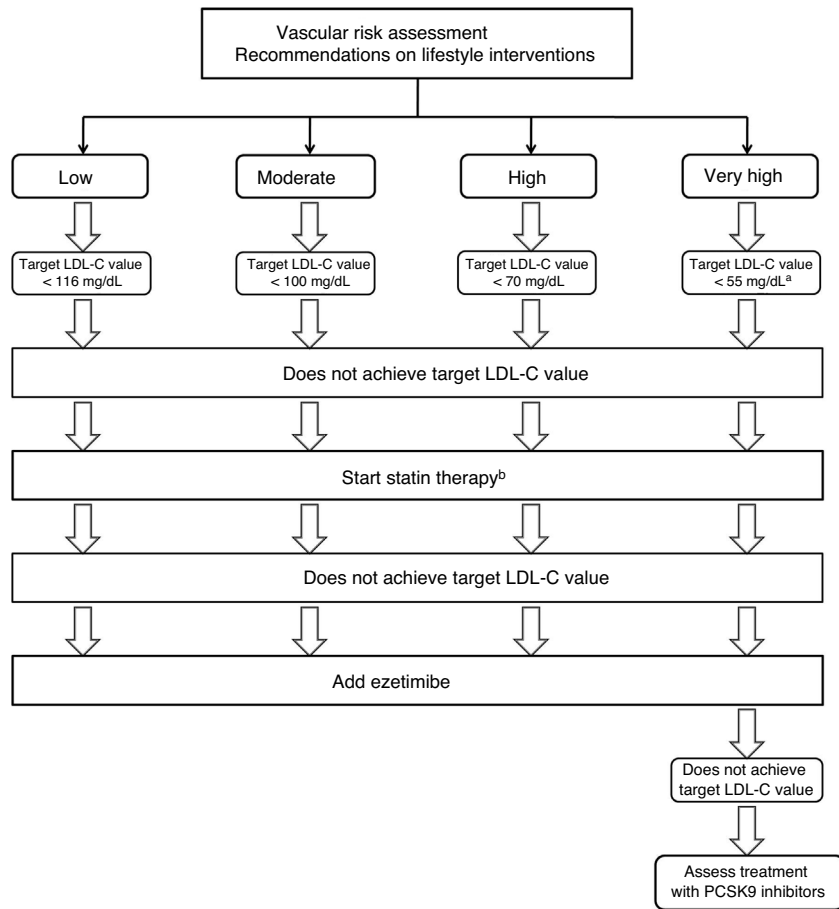 Vascular risk assessment
Recommendations on lifestyle interventions
Low
Moderate
High
Very high
Target LDL-C value
< 116 mg/dL
Target LDL-C value
< 100 mg/dL
Target LDL-C value
< 70 mg/dL
Target LDL-C value
< 55 mg/dLᵃ
Does not achieve target LDL-C value
Start statin therapyᵇ
Does not achieve target LDL-C value
Add ezetimibe
Does not achieve
target LDL-C value
Assess treatment
with PCSK9 inhibitors